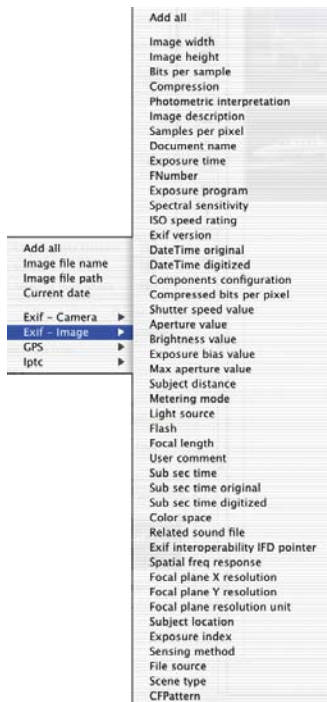 Add all
Image file name
Image file path
Current date
Exif - Camera
Exif - Image
GPS
Iptc
Add all
Image width
Image height
Bits per sample
Compression
Photometric interpretation
Image description
Samples per pixel
Document name
Exposure time
FNumber
Exposure program
Spectral sensitivity
ISO speed rating
Exif version
DateTime original
DateTime digitized
Components configuration
Compressed bits per pixel
Shutter speed value
Aperture value
Brightness value
Exposure bias value
Max aperture value
Subject distance
Metering mode
Light source
Flash
Focal length
User comment
Sub sec time
Sub sec time original
Sub sec time digitized
Color space
Related sound file
Exif interoperability IFD pointer
Spatial freq response
Focal plane X resolution
Focal plane Y resolution
Focal plane resolution unit
Subject location
Exposure index
Sensing method
File source
Scene type
CFPattern